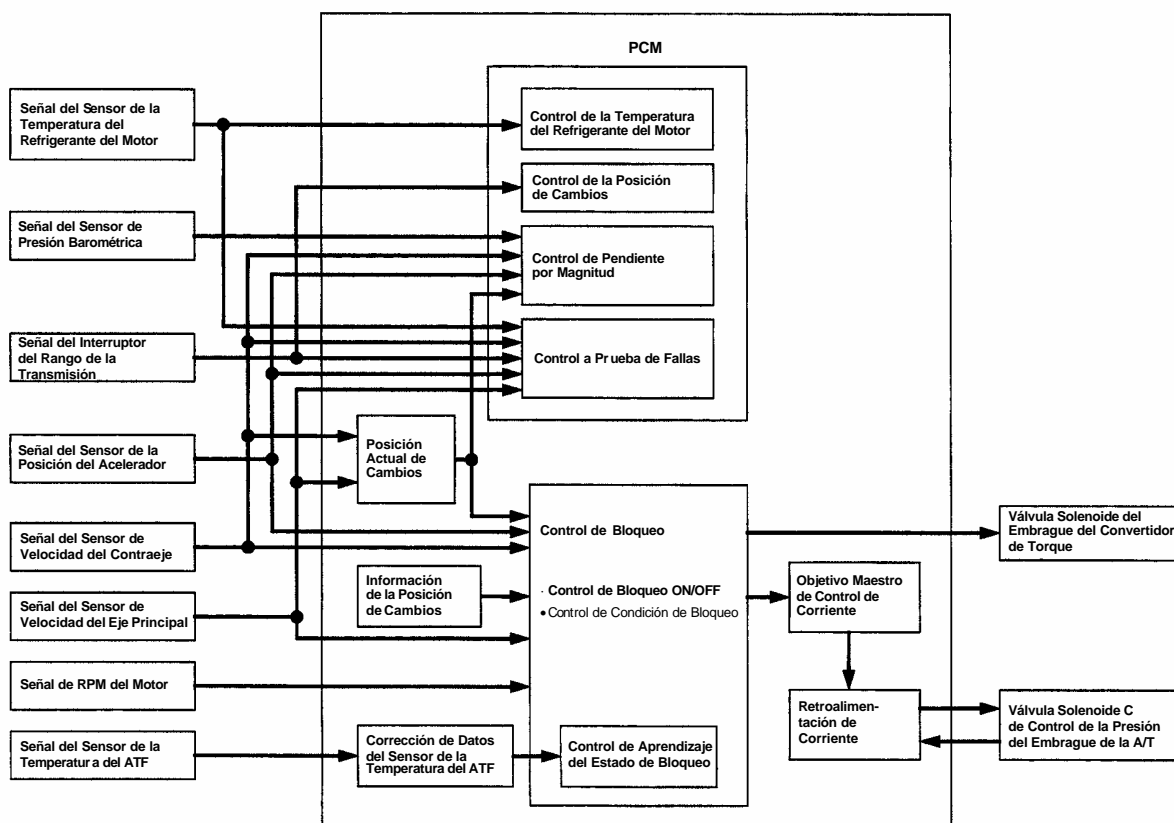 PCM
Señal del Sensor de la
Temperatura del
Refrigerante del Motor
Control de la Temperatura
del Refrigerante del Motor
Control de la Posición
de Cambios
Señal del Sensor de
Presión Barométrica
Control de Pendiente
por Magnitud
Señal del Interruptor
del Rango de la
Transmisión
Control a Prueba de Fallas
Señal del Sensor de la
Posición del Acelerador
Posición
Actual de
Cambios
Señal del Sensor de
Velocidad del Contraeje
Control de Bloqueo
Válvula Solenoide del
Embrague del Convertidor
de Torque
Información
de la Posición
de Cambios
· Control de Bloqueo ON/OFF
• Control de Condición de Bloqueo
Objetivo Maestro
de Control de
Corriente
Señal del Sensor de
Velocidad del Eje Principal
Señal de RPM del Motor
Retroalimen-
tación de
Corriente
Válvula Solenoide C
de Control de la Presión
del Embrague de la A/T
Señal del Sensor de la
Temperatura del ATF
Corrección de Datos
del Sensor de la
Temperatura del ATF
Control de Aprendizaje
del Estado de Bloqueo